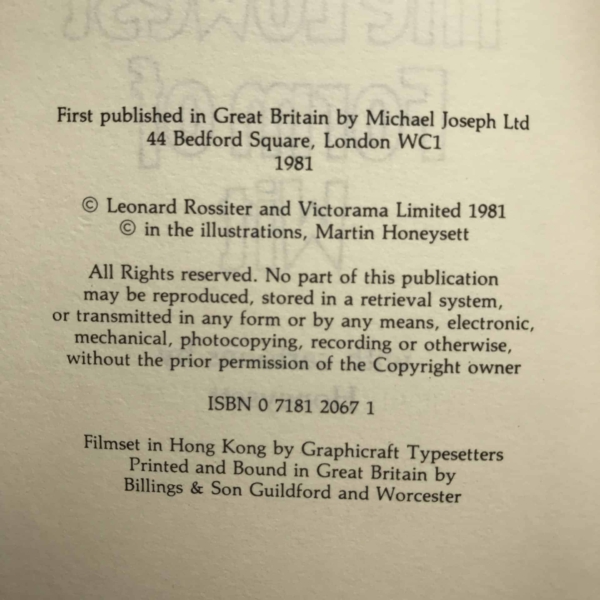 First published in Great Britain by Michael Joseph Ltd
44 Bedford Square, London WC1
1981
© Leonard Rossiter and Victorama Limited 1981
© in the illustrations, Martin Honeysett
All Rights reserved. No part of this publication
may be reproduced, stored in a retrieval system,
or transmitted in any form or by any means, electronic,
mechanical, photocopying, recording or otherwise,
without the prior permission of the Copyright owner
ISBN 0 7181 2067 1
Filmset in Hong Kong by Graphicraft Typesetters
Printed and Bound in Great Britain by
Billings & Son Guildford and Worcester